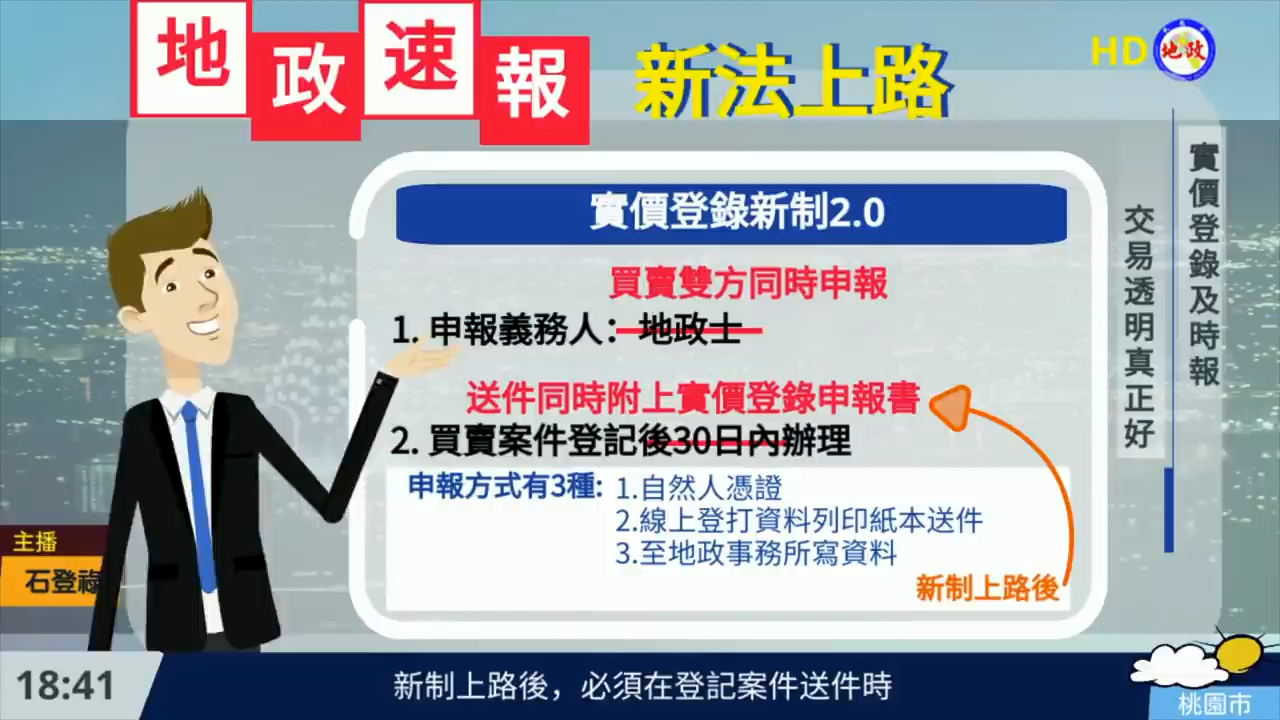 地政速報
新法上路
HD
地政
實價登錄及時報
交易透明真正好
實價登錄新制2.0
買賣雙方同時申報
1. 申報義務人：地政士
送件同時附上實價登錄申報書
2. 買賣案件登記後30日內辦理
申報方式有3種:
1.自然人憑證
2.線上登打資料列印紙本送件
3.至地政事務所寫資料
新制上路後
主播
石登祿
18:41
新制上路後，必須在登記案件送件時
桃園市